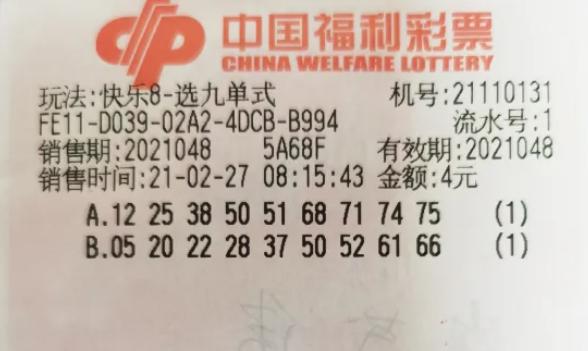 中国福利彩票
CHINA WELFARE LOTTERY
玩法:快乐8-选九单式 机号:21110131
FE11-D039-02A2-4DCB-B994 流水号:1
销售期:2021048 5A68F 有效期:2021048
销售时间:21-02-27 08:15:43 金额:4元
A.12 25 38 50 51 68 71 74 75 (1)
B.05 20 22 28 37 50 52 61 66 (1)